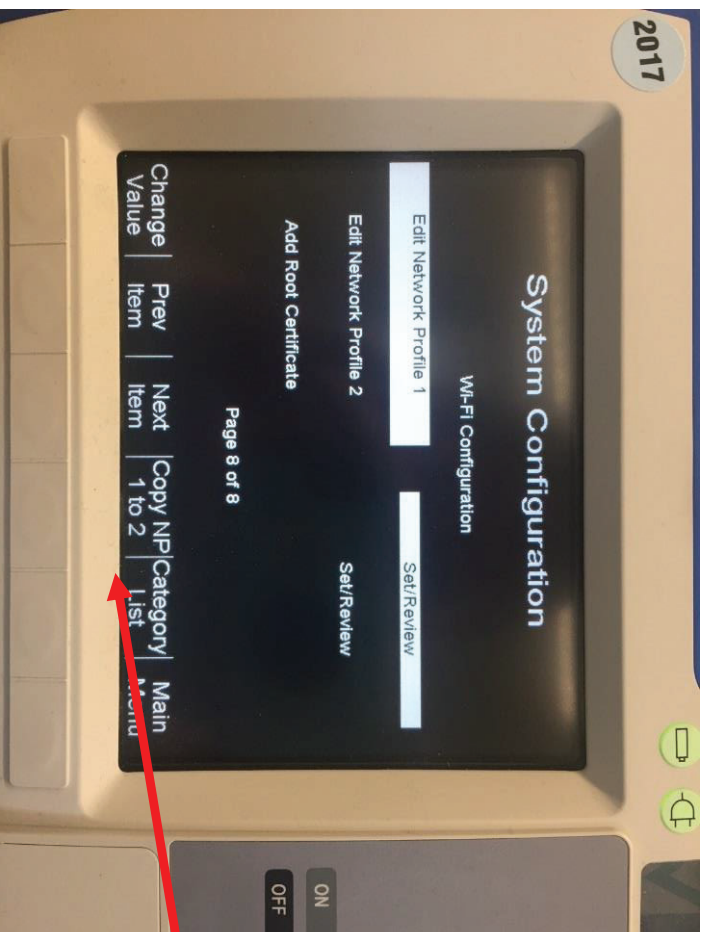 2017
System Configuration
Wi-Fi Configuration
Edit Network Profile 1 Set/Review
Edit Network Profile 2 Set/Review
Add Root Certificate
Page 8 of 8
Change | Prev | Next |Copy NP|Category| Main
Value | Item | Item | 1 to 2 | List | Menu
ON
OFF